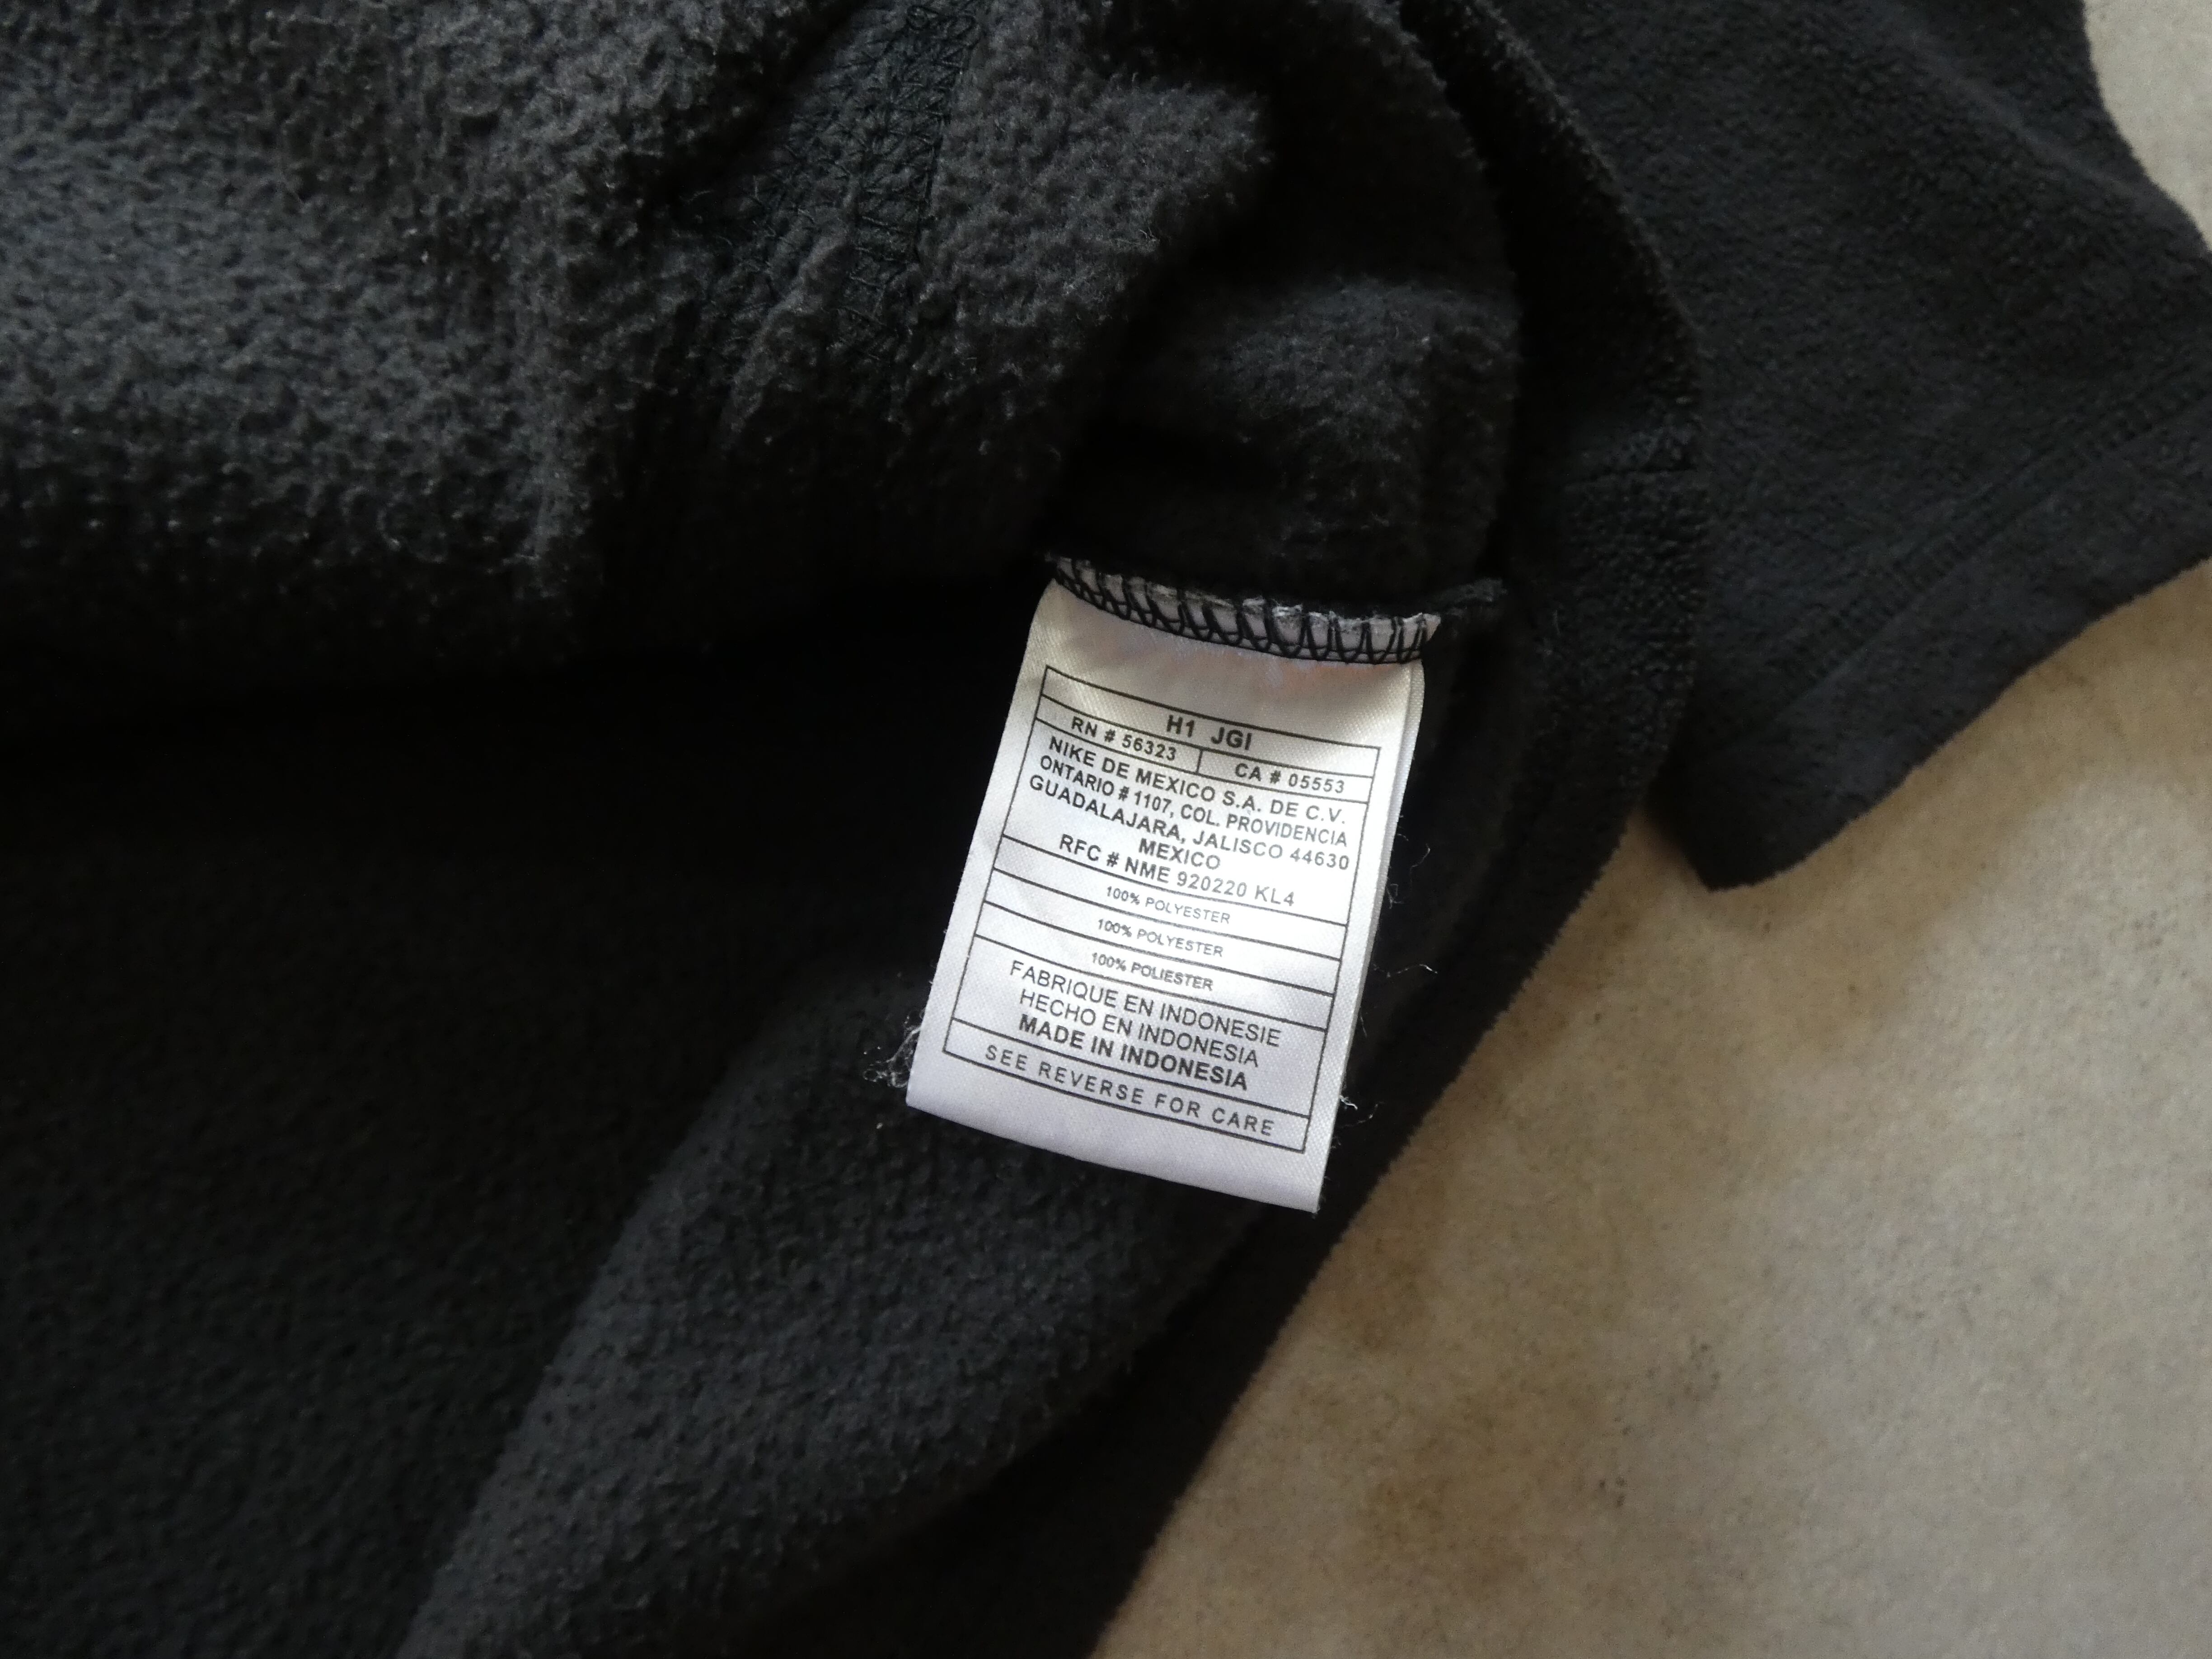 H1 JGI
RN # 56323 CA # 05553
NIKE DE MEXICO S.A. DE C.V.
ONTARIO # 1107, COL. PROVIDENCIA
GUADALAJARA, JALISCO 44630
MEXICO
RFC # NME 920220 KL4
100% POLYESTER
100% POLYESTER
100% POLIESTER
FABRIQUE EN INDONESIE
HECHO EN INDONESIA
MADE IN INDONESIA
SEE REVERSE FOR CARE